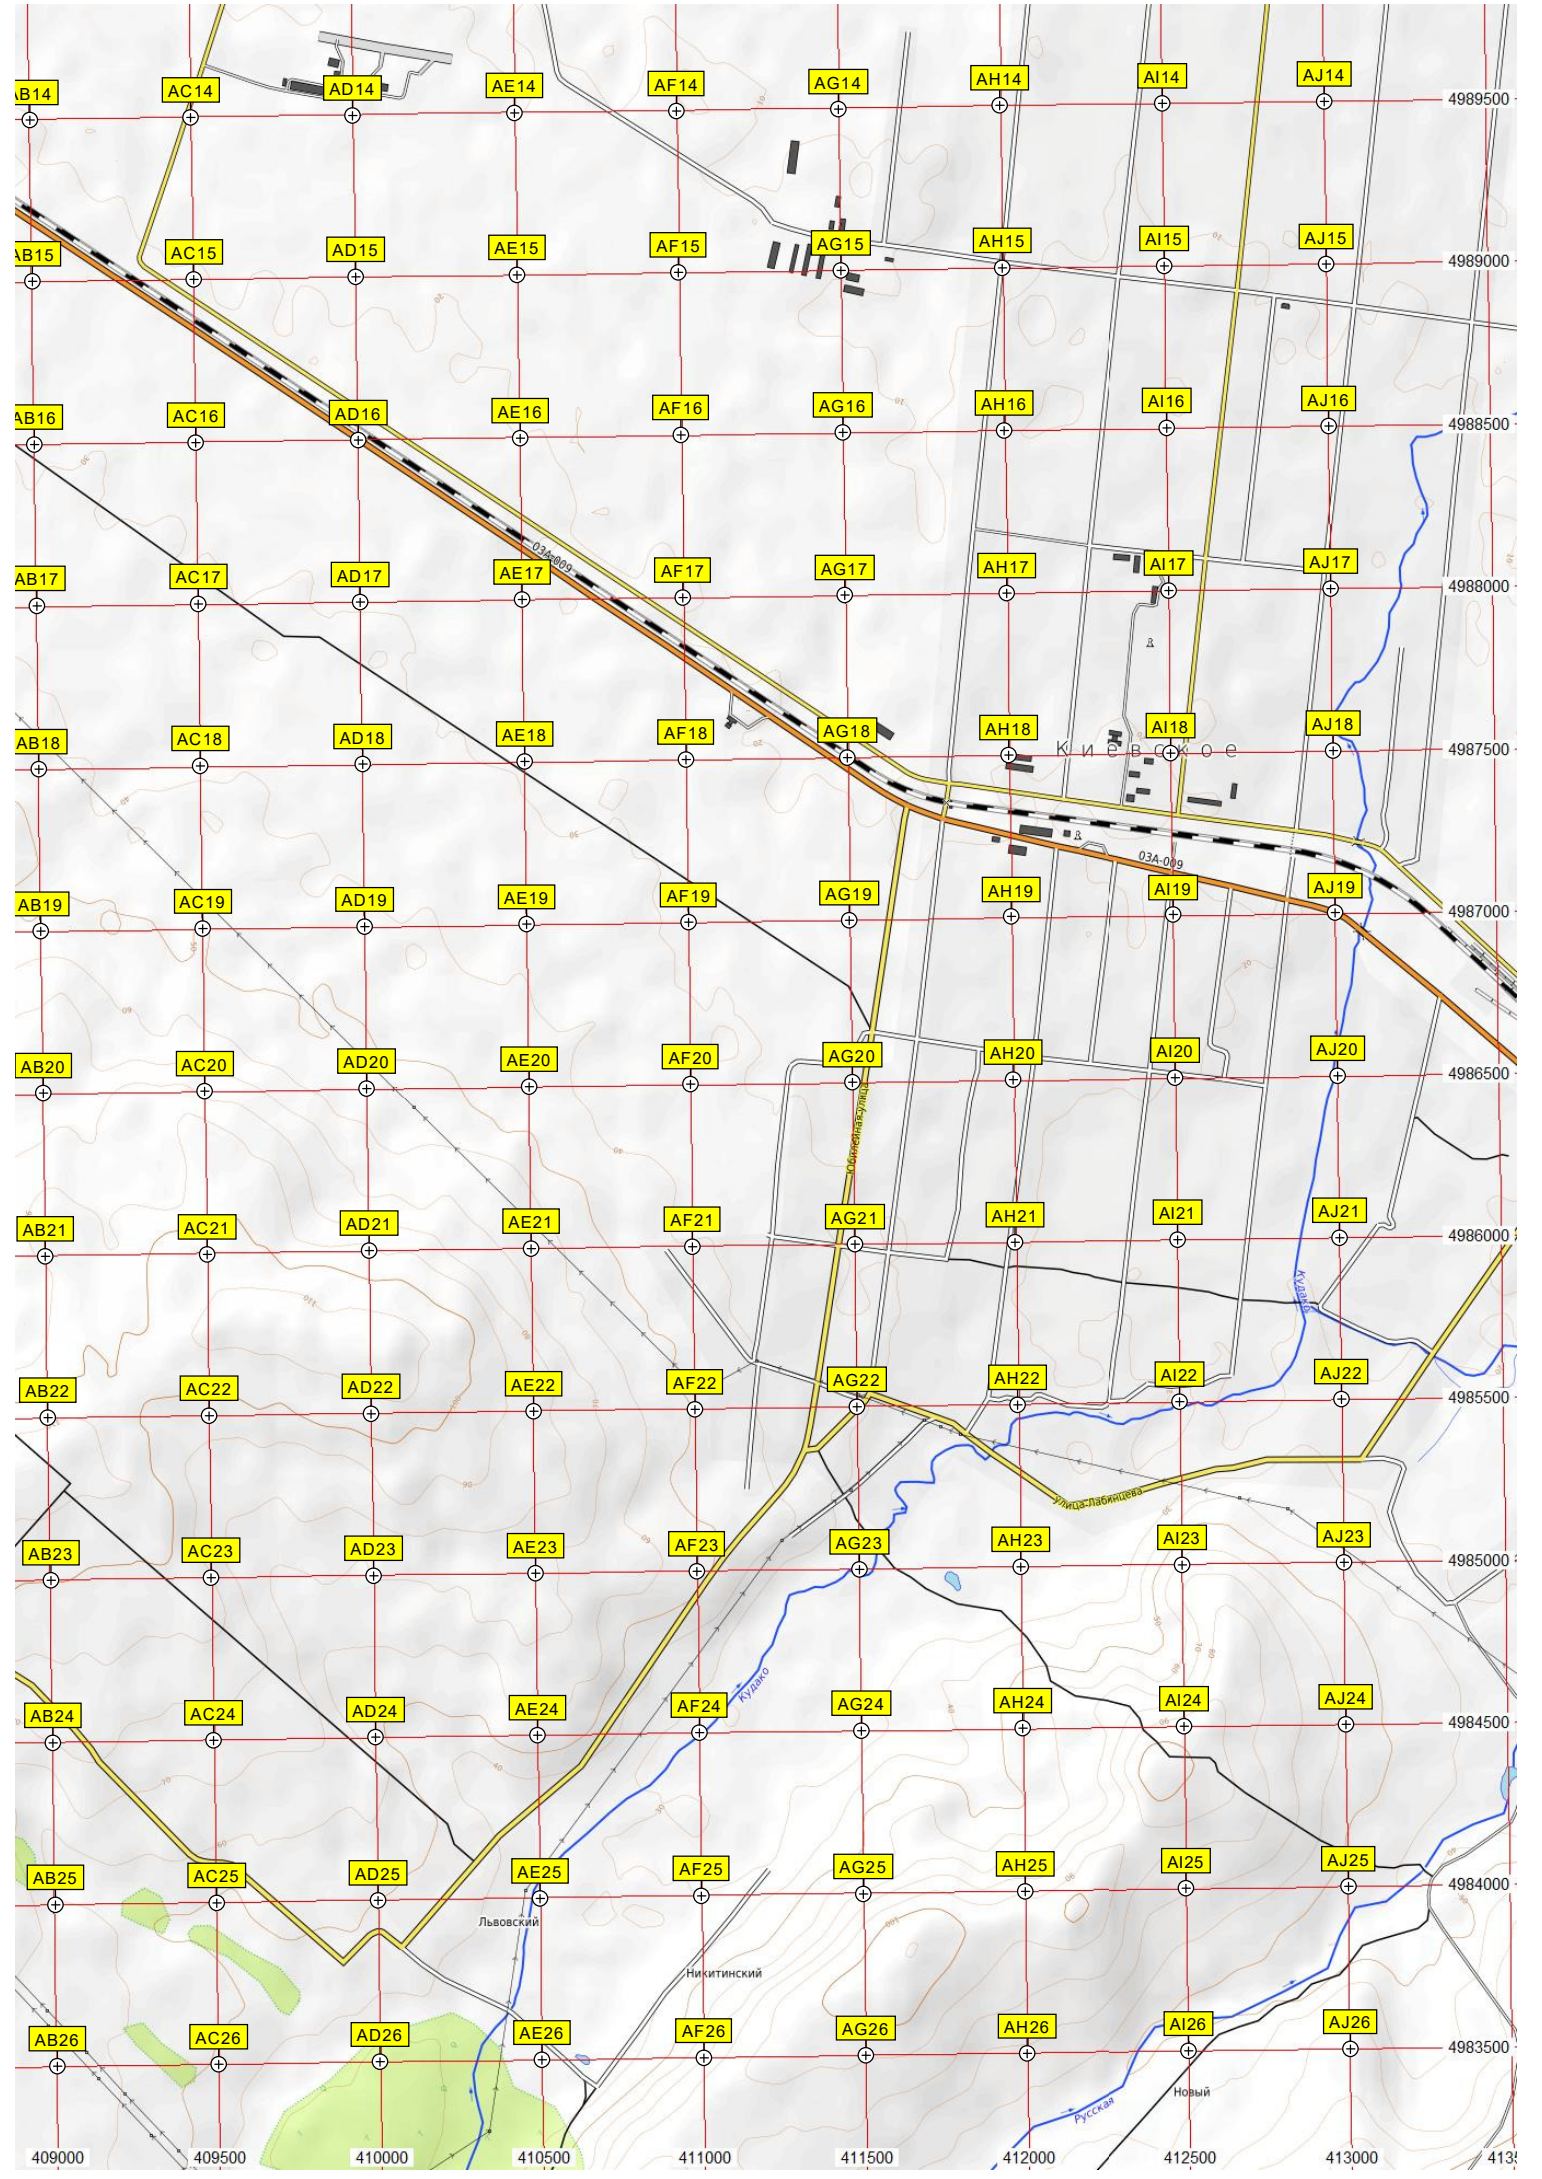 AB14 AC14 AD14 AE14 AF14 AG14 AH14 AI14 AJ14
4989500
AB15 AC15 AD15 AE15 AF15 AG15 AH15 AI15 AJ15
4989000
AB16 AC16 AD16 AE16 AF16 AG16 AH16 AI16 AJ16
4988500
03А-009
AB17 AC17 AD17 AE17 AF17 AG17 AH17 AI17 AJ17
4988000
AB18 AC18 AD18 AE18 AF18 AG18 AH18 AI18 AJ18
Киевское
4987500
03А-009
AB19 AC19 AD19 AE19 AF19 AG19 AH19 AI19 AJ19
4987000
AB20 AC20 AD20 AE20 AF20 AG20 AH20 AI20 AJ20
4986500
Юбилейная улица
AB21 AC21 AD21 AE21 AF21 AG21 AH21 AI21 AJ21
4986000
Кудако
AB22 AC22 AD22 AE22 AF22 AG22 AH22 AI22 AJ22
4985500
улица-Лабинцева
AB23 AC23 AD23 AE23 AF23 AG23 AH23 AI23 AJ23
4985000
Кудако
AB24 AC24 AD24 AE24 AF24 AG24 AH24 AI24 AJ24
4984500
AB25 AC25 AD25 AE25 AF25 AG25 AH25 AI25 AJ25
4984000
Львовский
Никитинский
AB26 AC26 AD26 AE26 AF26 AG26 AH26 AI26 AJ26
4983500
Новый
Русская
409000 409500 410000 410500 411000 411500 412000 412500 413000 413